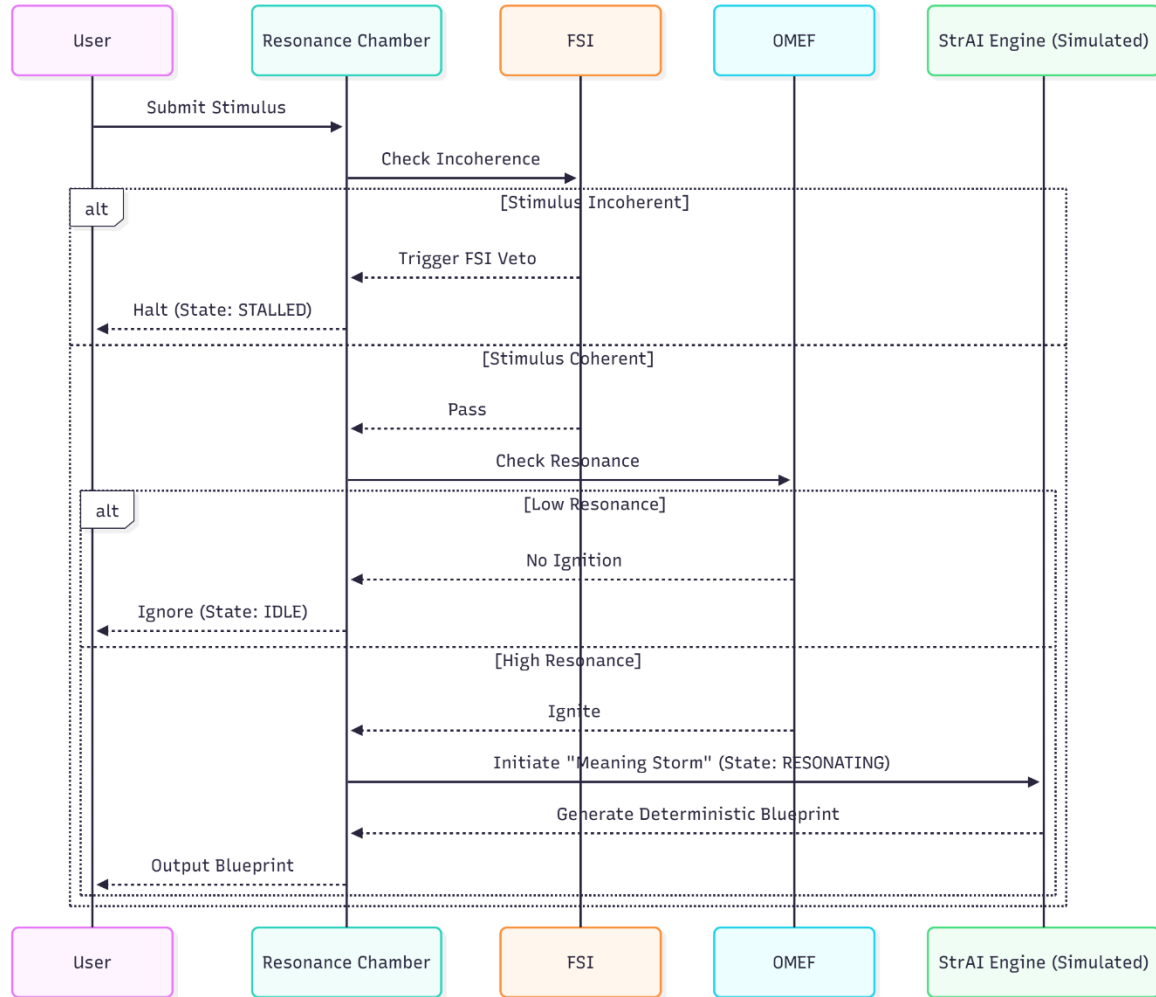 User
Resonance Chamber
FSI
OMEF
StrAI Engine (Simulated)
Submit Stimulus
Check Incoherence
alt
[Stimulus Incoherent]
Trigger FSI Veto
Halt (State: STALLED)
[Stimulus Coherent]
Pass
Check Resonance
alt
[Low Resonance]
No Ignition
Ignore (State: IDLE)
[High Resonance]
Ignite
Initiate "Meaning Storm" (State: RESONATING)
Generate Deterministic Blueprint
Output Blueprint
User
Resonance Chamber
FSI
OMEF
StrAI Engine (Simulated)